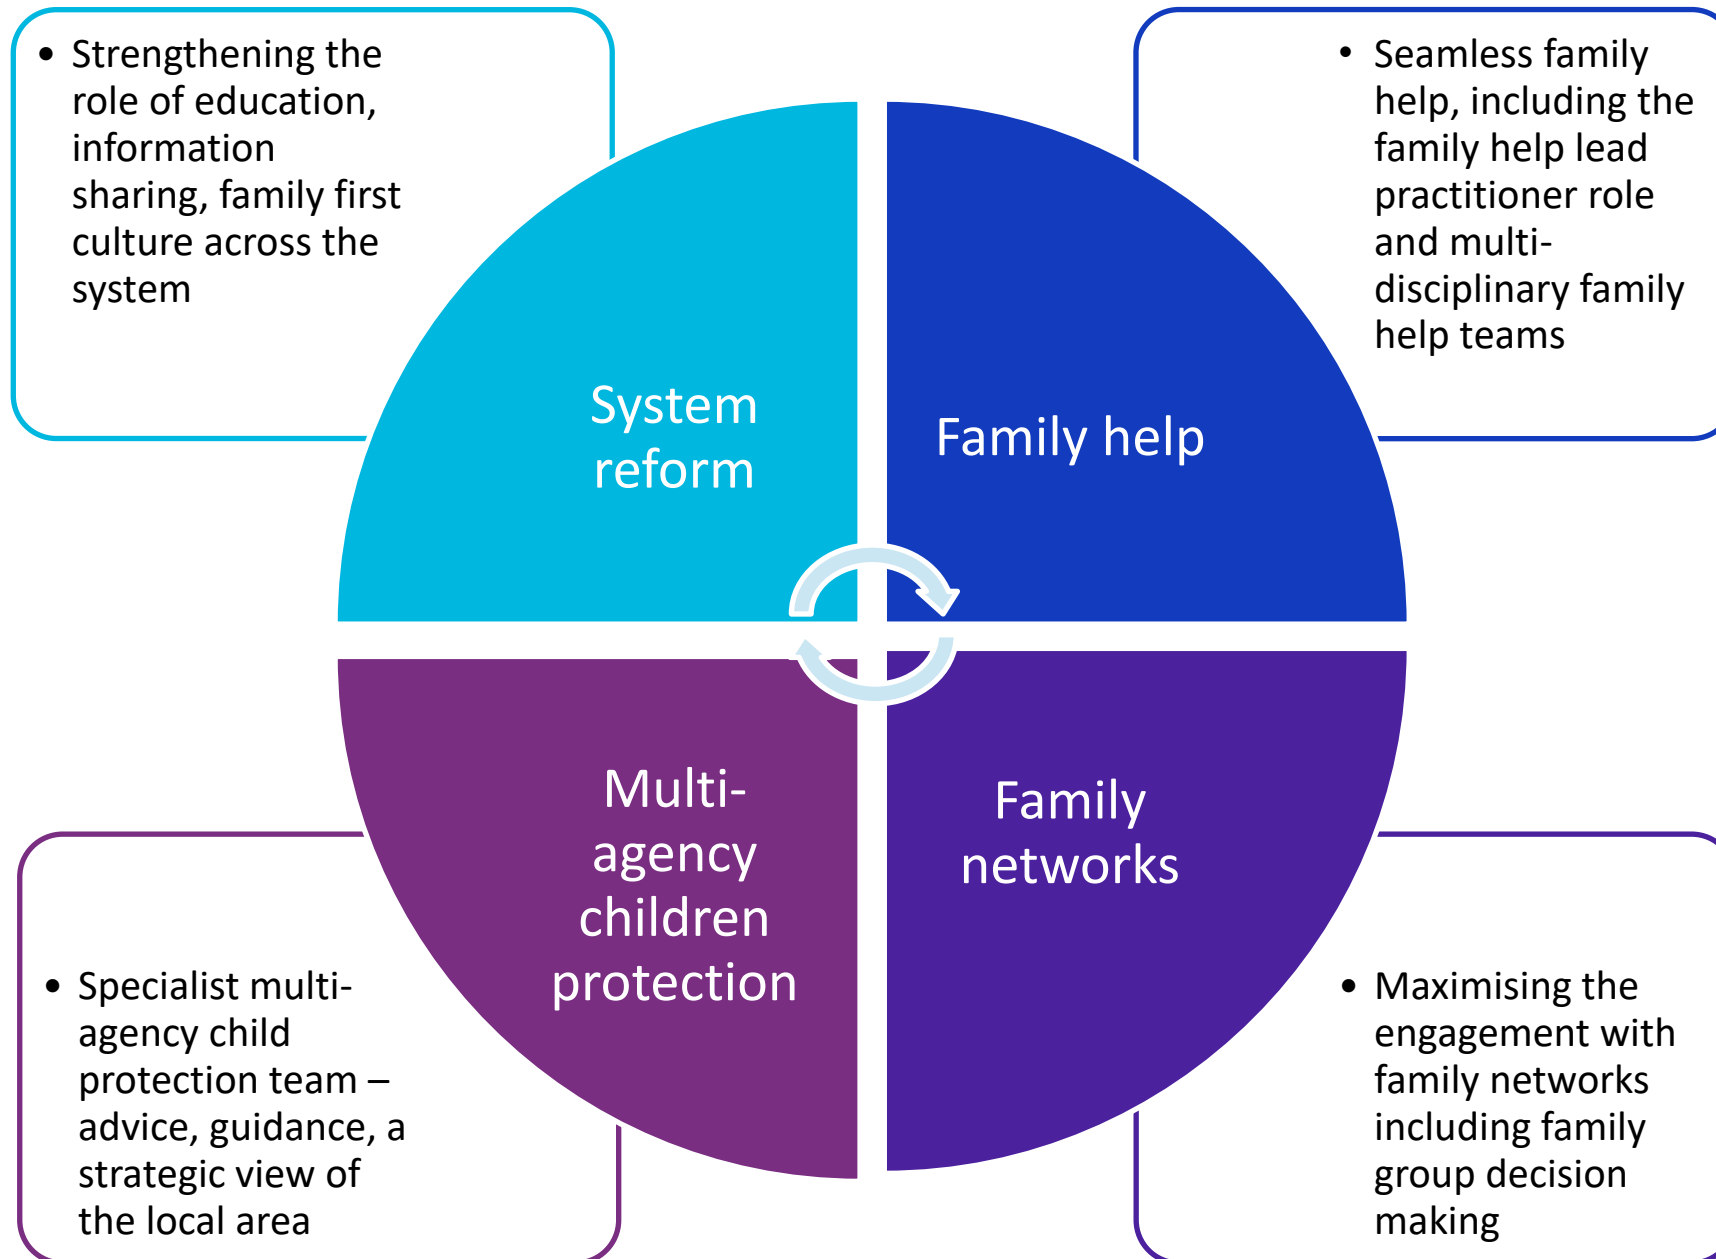 • Strengthening the
role of education,
information
sharing, family first
culture across the
system
• Seamless family
help, including the
family help lead
practitioner role
and multi-
disciplinary family
help teams
System
reform
Family help
Multi-
agency
children
protection
Family
networks
• Specialist multi-
agency child
protection team –
advice, guidance, a
strategic view of
the local area
• Maximising the
engagement with
family networks
including family
group decision
making